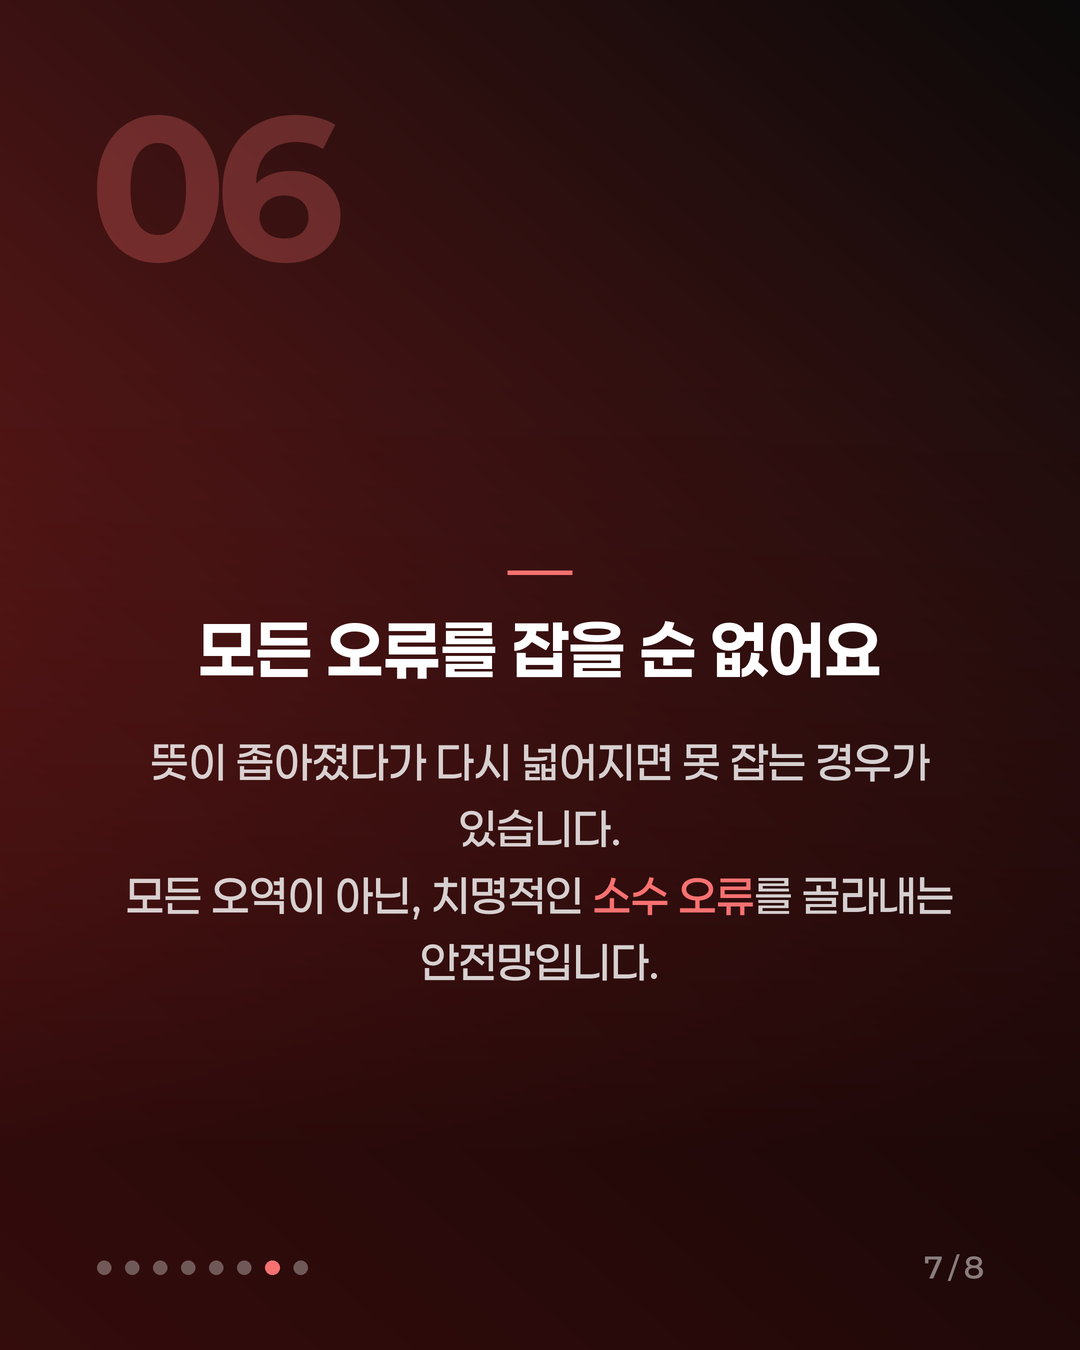 06
모든 오류를 잡을 순 없어요
뜻이 좁아졌다가 다시 넓어지면 못 잡는 경우가
있습니다.
모든 오역이 아닌, 치명적인 소수 오류를 골라내는
안전망입니다.
7/8